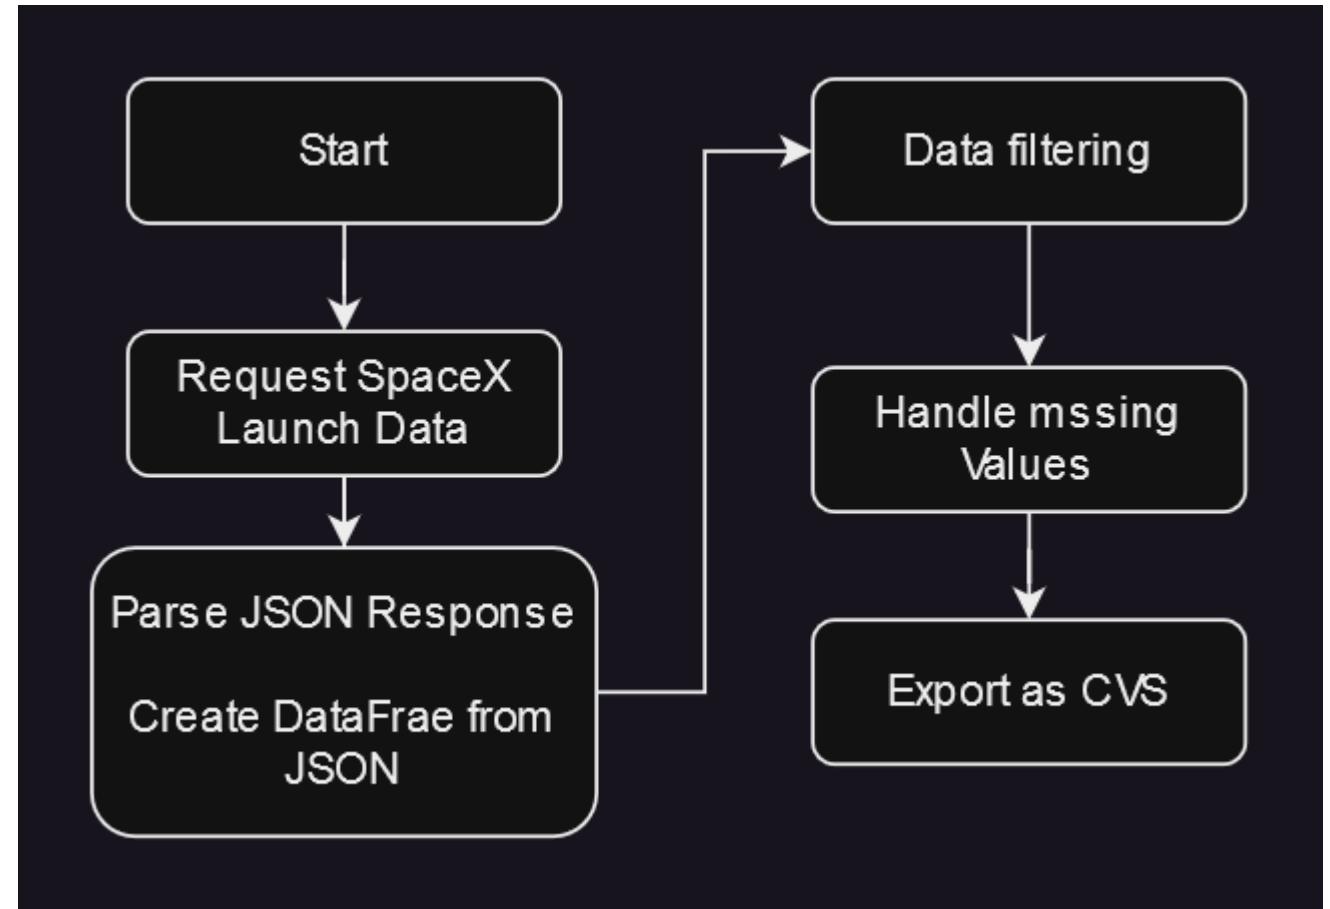 Start
Request SpaceX
Launch Data
Parse JSON Response
Create DataFrae from
JSON
Data filtering
Handle mssing
Values
Export as CVS